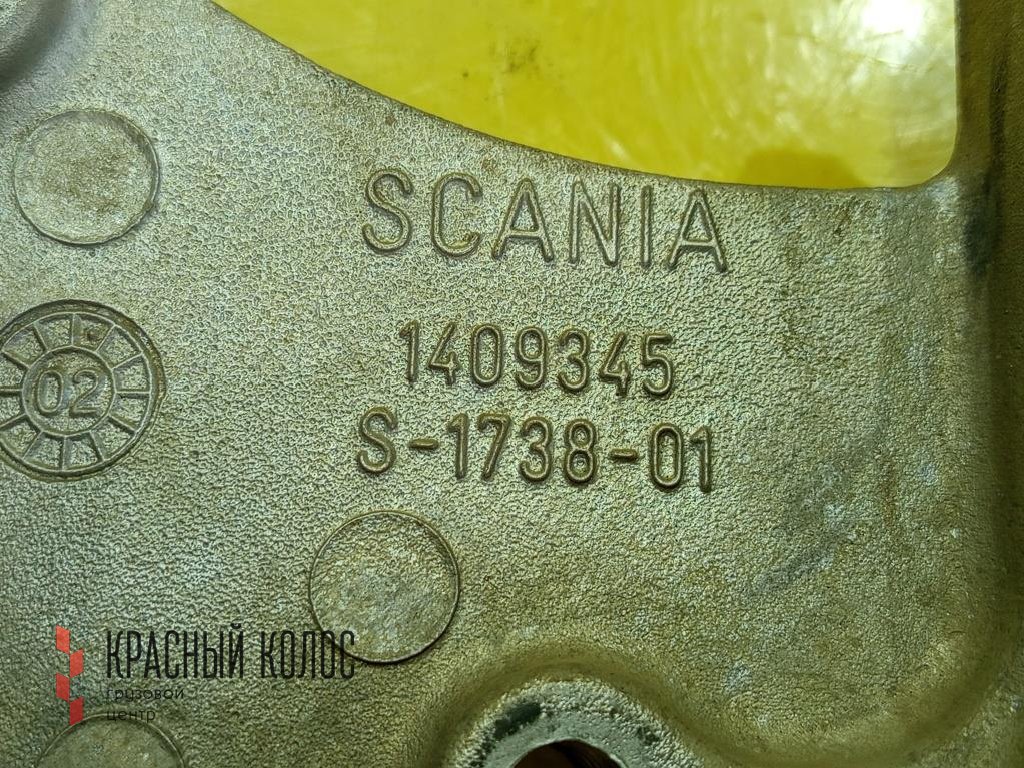 SCANIA
1409345
02
S-1738-01
КРАСНЫЙ КОЛОС
грузовой
центр